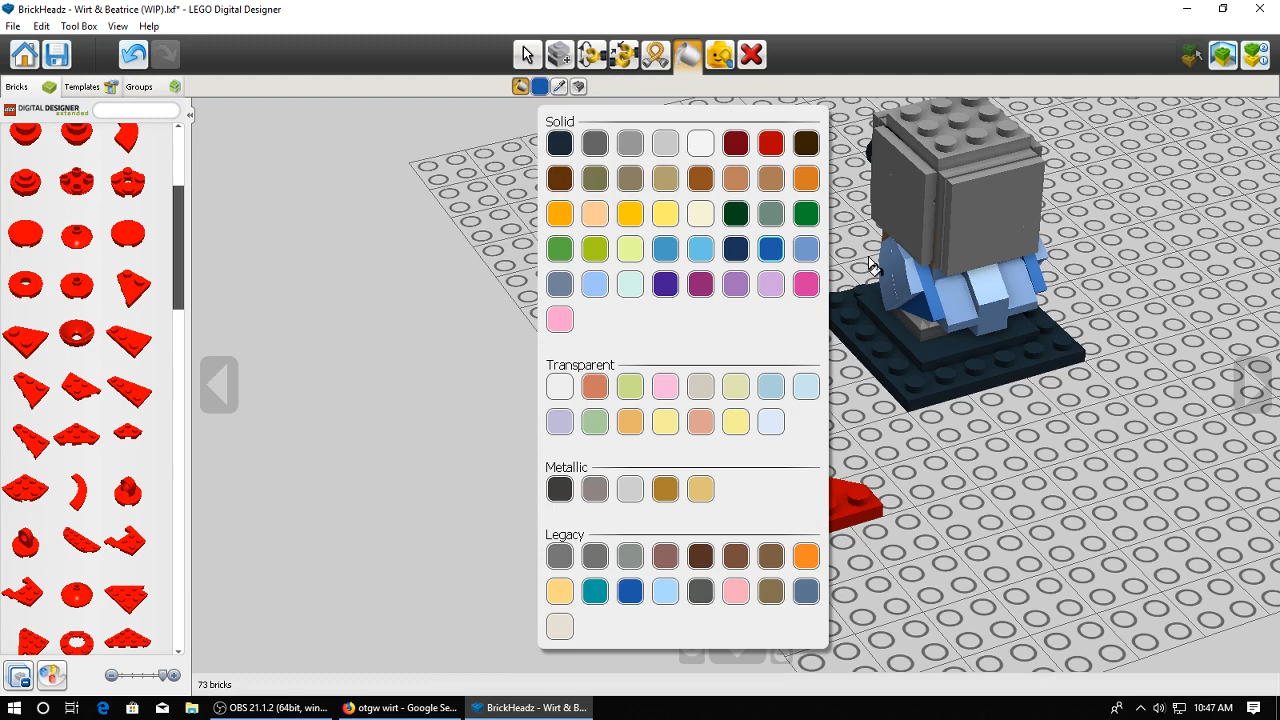 BrickHeadz - Wirt & Beatrice (WIP).lxf* - LEGO Digital Designer
File Edit Tool Box View Help
Bricks Templates Groups
LEGO DIGITAL DESIGNER
extended
Solid
Transparent
Metallic
Legacy
73 bricks
OBS 21.1.2 (64bit, win...
otgw wirt - Google Se...
BrickHeadz - Wirt & B...
10:47 AM